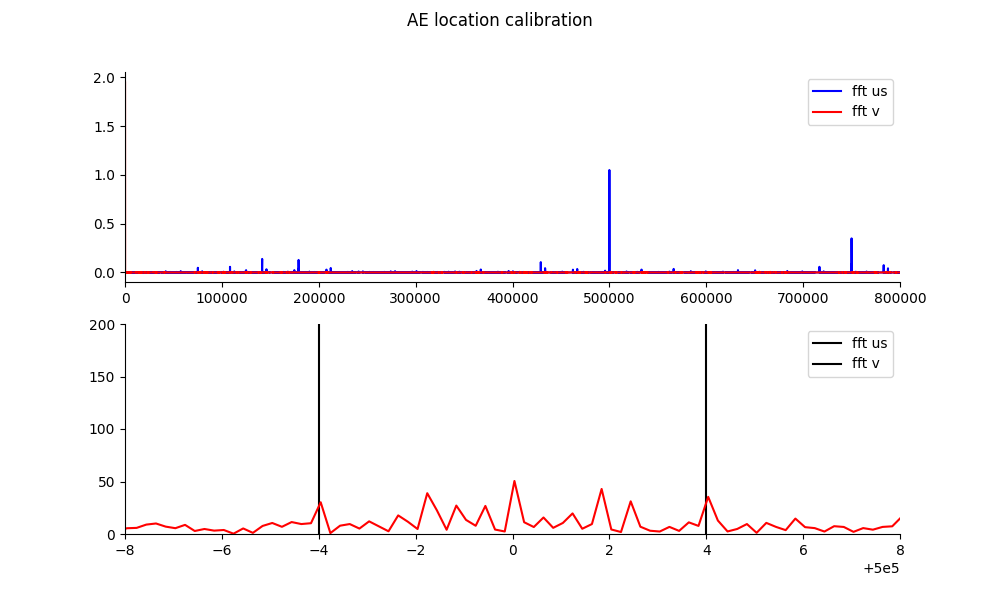 AE location calibration
2.0
1.5
1.0
0.5
0.0
fft us
fft v
0 100000 200000 300000 400000 500000 600000 700000 800000
200
150
100
50
0
fft us
fft v
−8 −6 −4 −2 0 2 4 6 8
+5e5